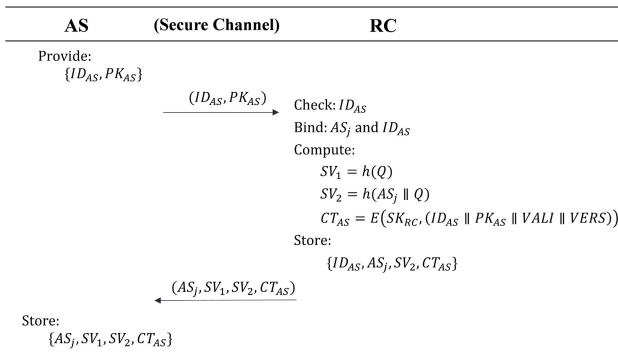 AS (Secure Channel) RC
Provide:
{ID_AS, PK_AS}
(ID_AS, PK_AS)
Check: ID_AS
Bind: AS_j and ID_AS
Compute:
SV_1 = h(Q)
SV_2 = h(AS_j ∥ Q)
CT_AS = E(SK_RC, (ID_AS ∥ PK_AS ∥ VALI ∥ VERS))
Store:
{ID_AS, AS_j, SV_2, CT_AS}
(AS_j, SV_1, SV_2, CT_AS)
Store:
{AS_j, SV_1, SV_2, CT_AS}